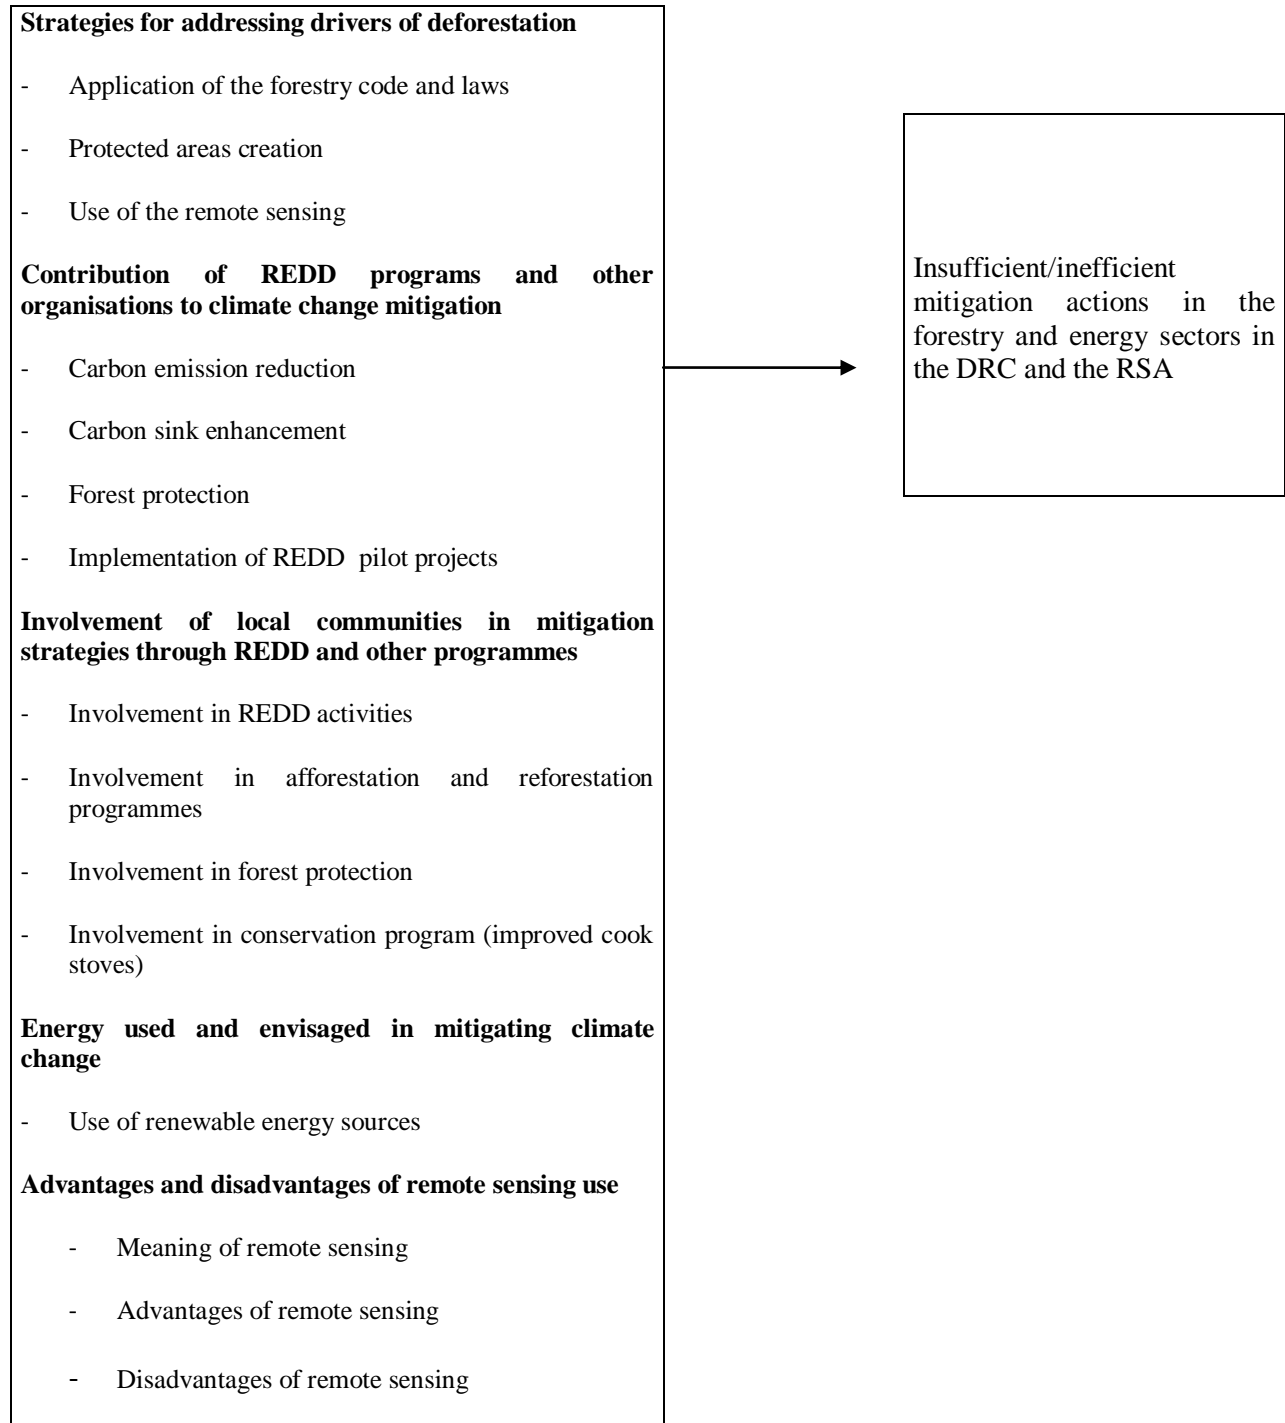 Strategies for addressing drivers of deforestation
- Application of the forestry code and laws
- Protected areas creation
- Use of the remote sensing
Contribution of REDD programs and other
organisations to climate change mitigation
- Carbon emission reduction
- Carbon sink enhancement
- Forest protection
- Implementation of REDD pilot projects
Involvement of local communities in mitigation
strategies through REDD and other programmes
- Involvement in REDD activities
- Involvement in afforestation and reforestation
programmes
- Involvement in forest protection
- Involvement in conservation program (improved cook
stoves)
Energy used and envisaged in mitigating climate
change
- Use of renewable energy sources
Advantages and disadvantages of remote sensing use
- Meaning of remote sensing
- Advantages of remote sensing
- Disadvantages of remote sensing
Insufficient/inefficient
mitigation actions in the
forestry and energy sectors in
the DRC and the RSA